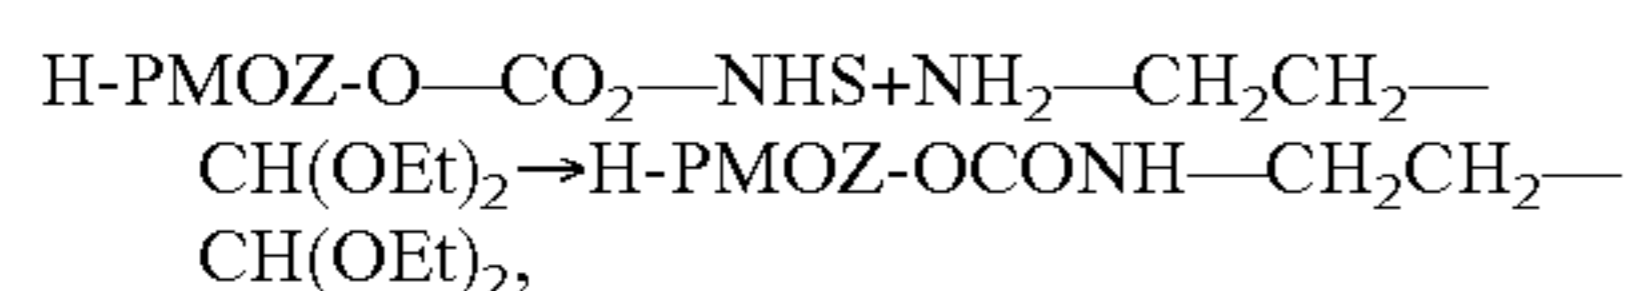 H-PMOZ-O—CO₂—NHS+NH₂—CH₂CH₂—
CH(OEt)₂→H-PMOZ-OCONH—CH₂CH₂—
CH(OEt)₂,